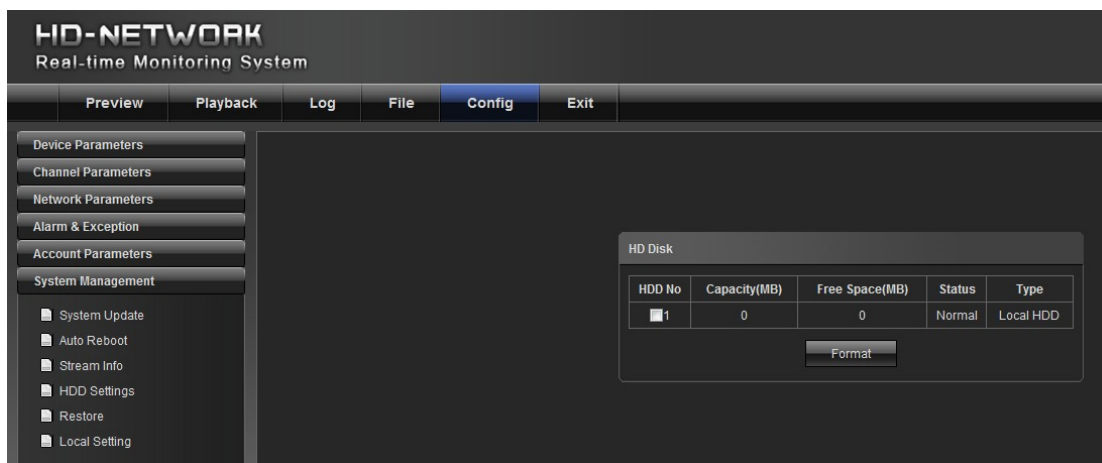 HD-NETWORK
Real-time Monitoring System
Preview Playback Log File Config Exit
Device Parameters
Channel Parameters
Network Parameters
Alarm & Exception
Account Parameters
System Management
System Update
Auto Reboot
Stream Info
HDD Settings
Restore
Local Setting
HD Disk
HDD No Capacity(MB) Free Space(MB) Status Type
1 0 0 Normal Local HDD
Format